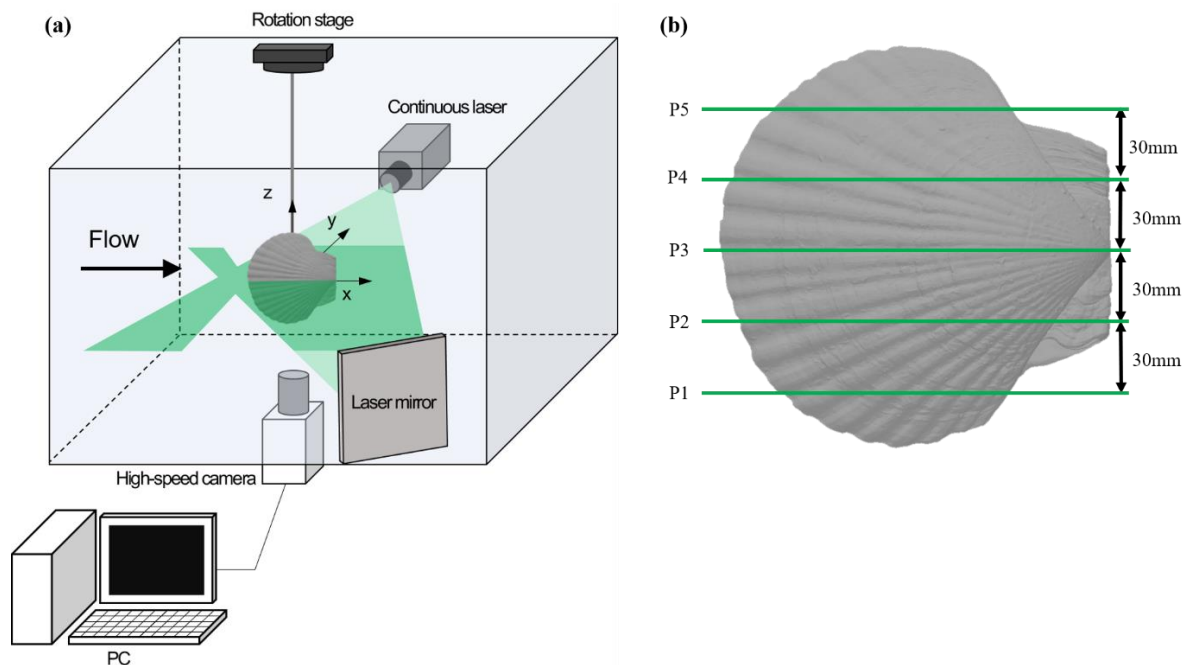 (a)
Rotation stage
Continuous laser
z
y
Flow
x
Laser mirror
High-speed camera
PC
(b)
P5
30mm
P4
30mm
P3
30mm
P2
30mm
P1